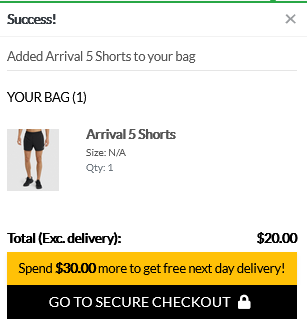 Success!
Added Arrival 5 Shorts to your bag
YOUR BAG (1)
Arrival 5 Shorts
Size: N/A
Qty: 1
Total (Exc. delivery): $20.00
Spend $30.00 more to get free next day delivery!
GO TO SECURE CHECKOUT